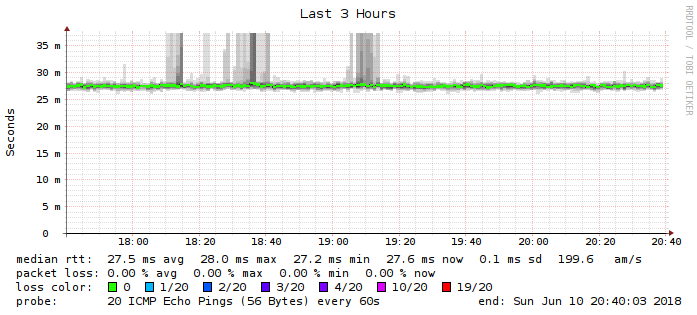 Last 3 Hours
RRDTOOL / TOBI OETIKER
Seconds
35 m
30 m
25 m
20 m
15 m
10 m
5 m
0
18:00 18:20 18:40 19:00 19:20 19:40 20:00 20:20 20:40
median rtt: 27.5 ms avg 28.0 ms max 27.2 ms min 27.6 ms now 0.1 ms sd 199.6 am/s
packet loss: 0.00 % avg 0.00 % max 0.00 % min 0.00 % now
loss color: 0 1/20 2/20 3/20 4/20 10/20 19/20
probe: 20 ICMP Echo Pings (56 Bytes) every 60s end: Sun Jun 10 20:40:03 2018